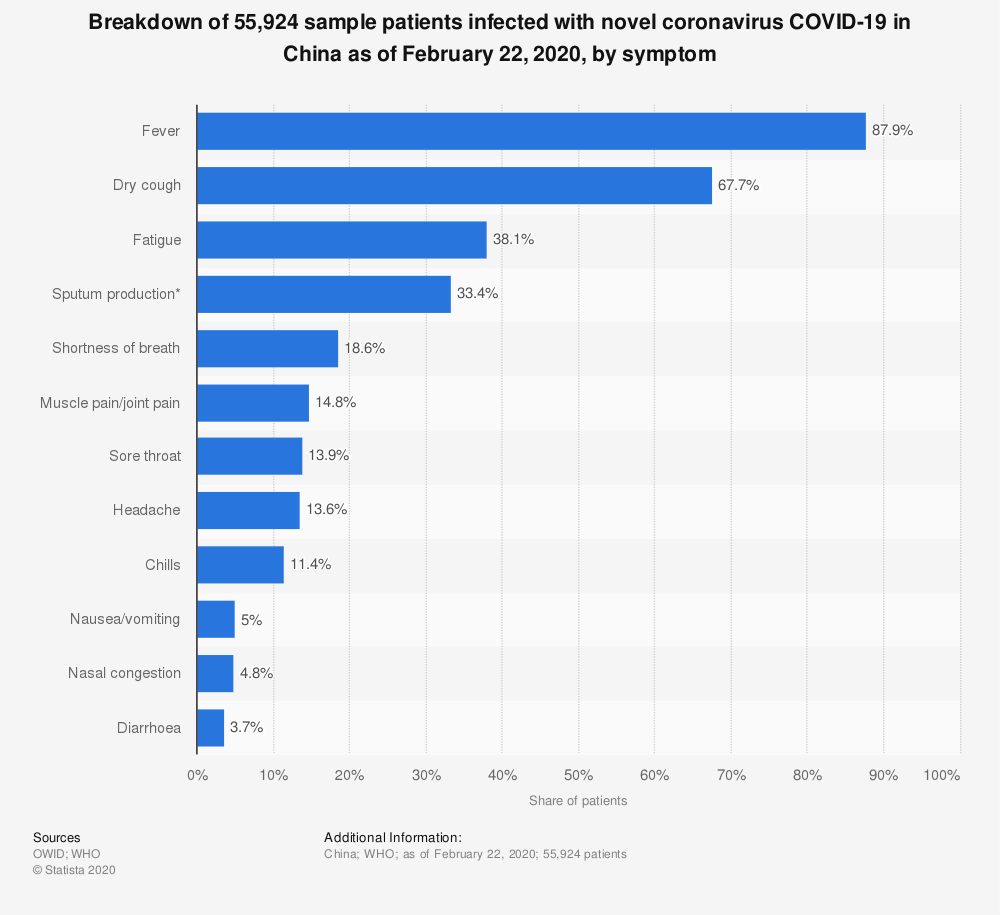 Breakdown of 55,924 sample patients infected with novel coronavirus COVID-19 in
China as of February 22, 2020, by symptom
Fever 87.9%
Dry cough 67.7%
Fatigue 38.1%
Sputum production* 33.4%
Shortness of breath 18.6%
Muscle pain/joint pain 14.8%
Sore throat 13.9%
Headache 13.6%
Chills 11.4%
Nausea/vomiting 5%
Nasal congestion 4.8%
Diarrhoea 3.7%
0% 10% 20% 30% 40% 50% 60% 70% 80% 90% 100%
Share of patients
Sources
OWID; WHO
© Statista 2020
Additional Information:
China; WHO; as of February 22, 2020; 55,924 patients